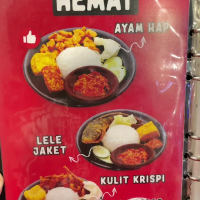 HEMAT
AYAM HAP
LELE
JAKET
KULIT KRISPI